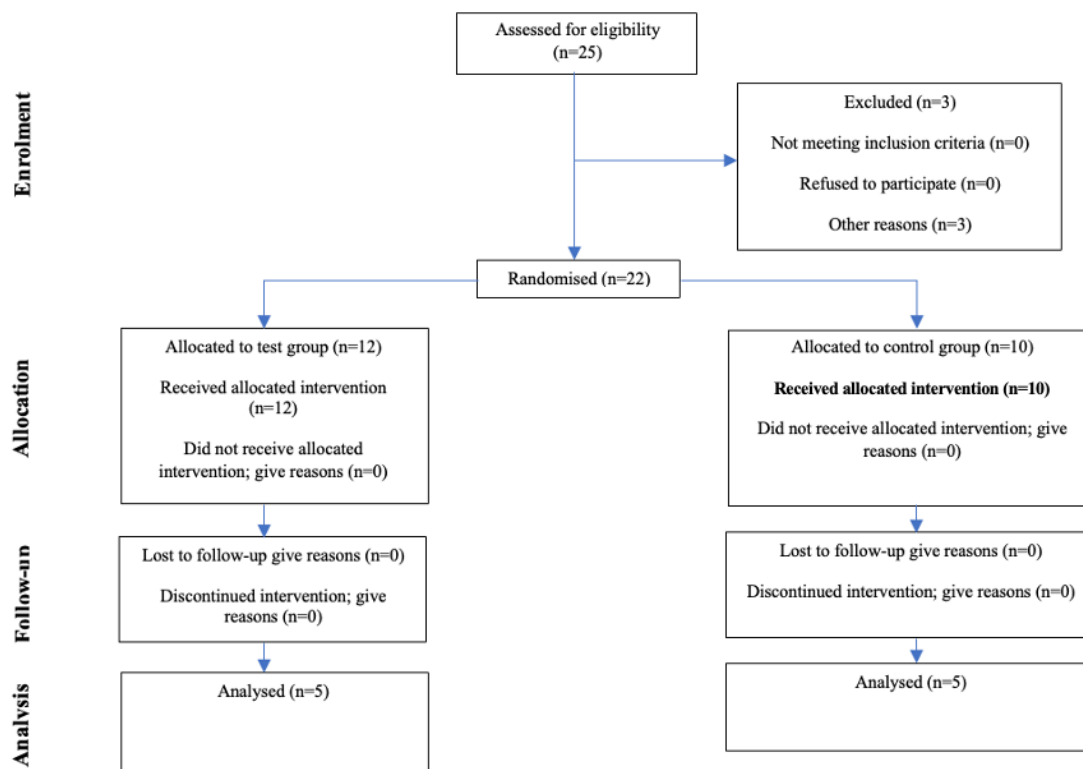 Assessed for eligibility
(n=25)
Enrolment
Excluded (n=3)
Not meeting inclusion criteria (n=0)
Refused to participate (n=0)
Other reasons (n=3)
Randomised (n=22)
Allocation
Allocated to test group (n=12)
Received allocated intervention
(n=12)
Did not receive allocated
intervention; give reasons (n=0)
Allocated to control group (n=10)
Received allocated intervention (n=10)
Did not receive allocated intervention; give
reasons (n=0)
Follow-up
Lost to follow-up give reasons (n=0)
Discontinued intervention; give
reasons (n=0)
Lost to follow-up give reasons (n=0)
Discontinued intervention; give reasons (n=0)
Analysis
Analysed (n=5)
Analysed (n=5)